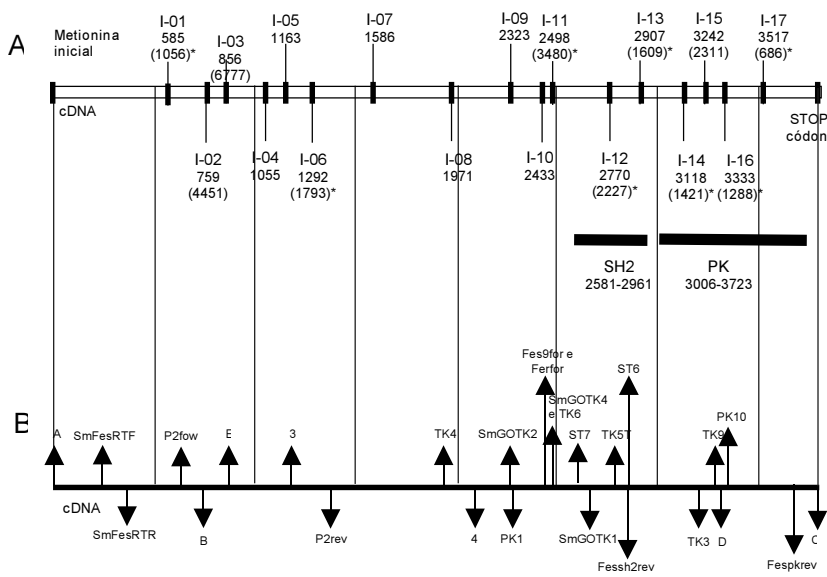 A
Metionina
inicial
I-01
585
(1056)*
I-03
856
(6777)
I-05
1163
I-07
1586
I-09
2323
I-11
2498
(3480)*
I-13
2907
(1609)*
I-15
3242
(2311)
I-17
3517
(686)*
cDNA
STOP
códon
I-02
759
(4451)
I-04
1055
I-06
1292
(1793)*
I-08
1971
I-10
2433
I-12
2770
(2227)*
I-14
3118
(1421)*
I-16
3333
(1288)*
SH2
2581-2961
PK
3006-3723
B
Fes9for e
Ferfor
ST6
SmGOTK4
e TK6
PK10
A
SmFesRTF
P2fow
E
3
TK4
SmGOTK2
ST7
TK5T
TK9
cDNA
SmFesRTR
B
P2rev
4
PK1
SmGOTK1
TK3
D
C
Fessh2rev
Fespkrev